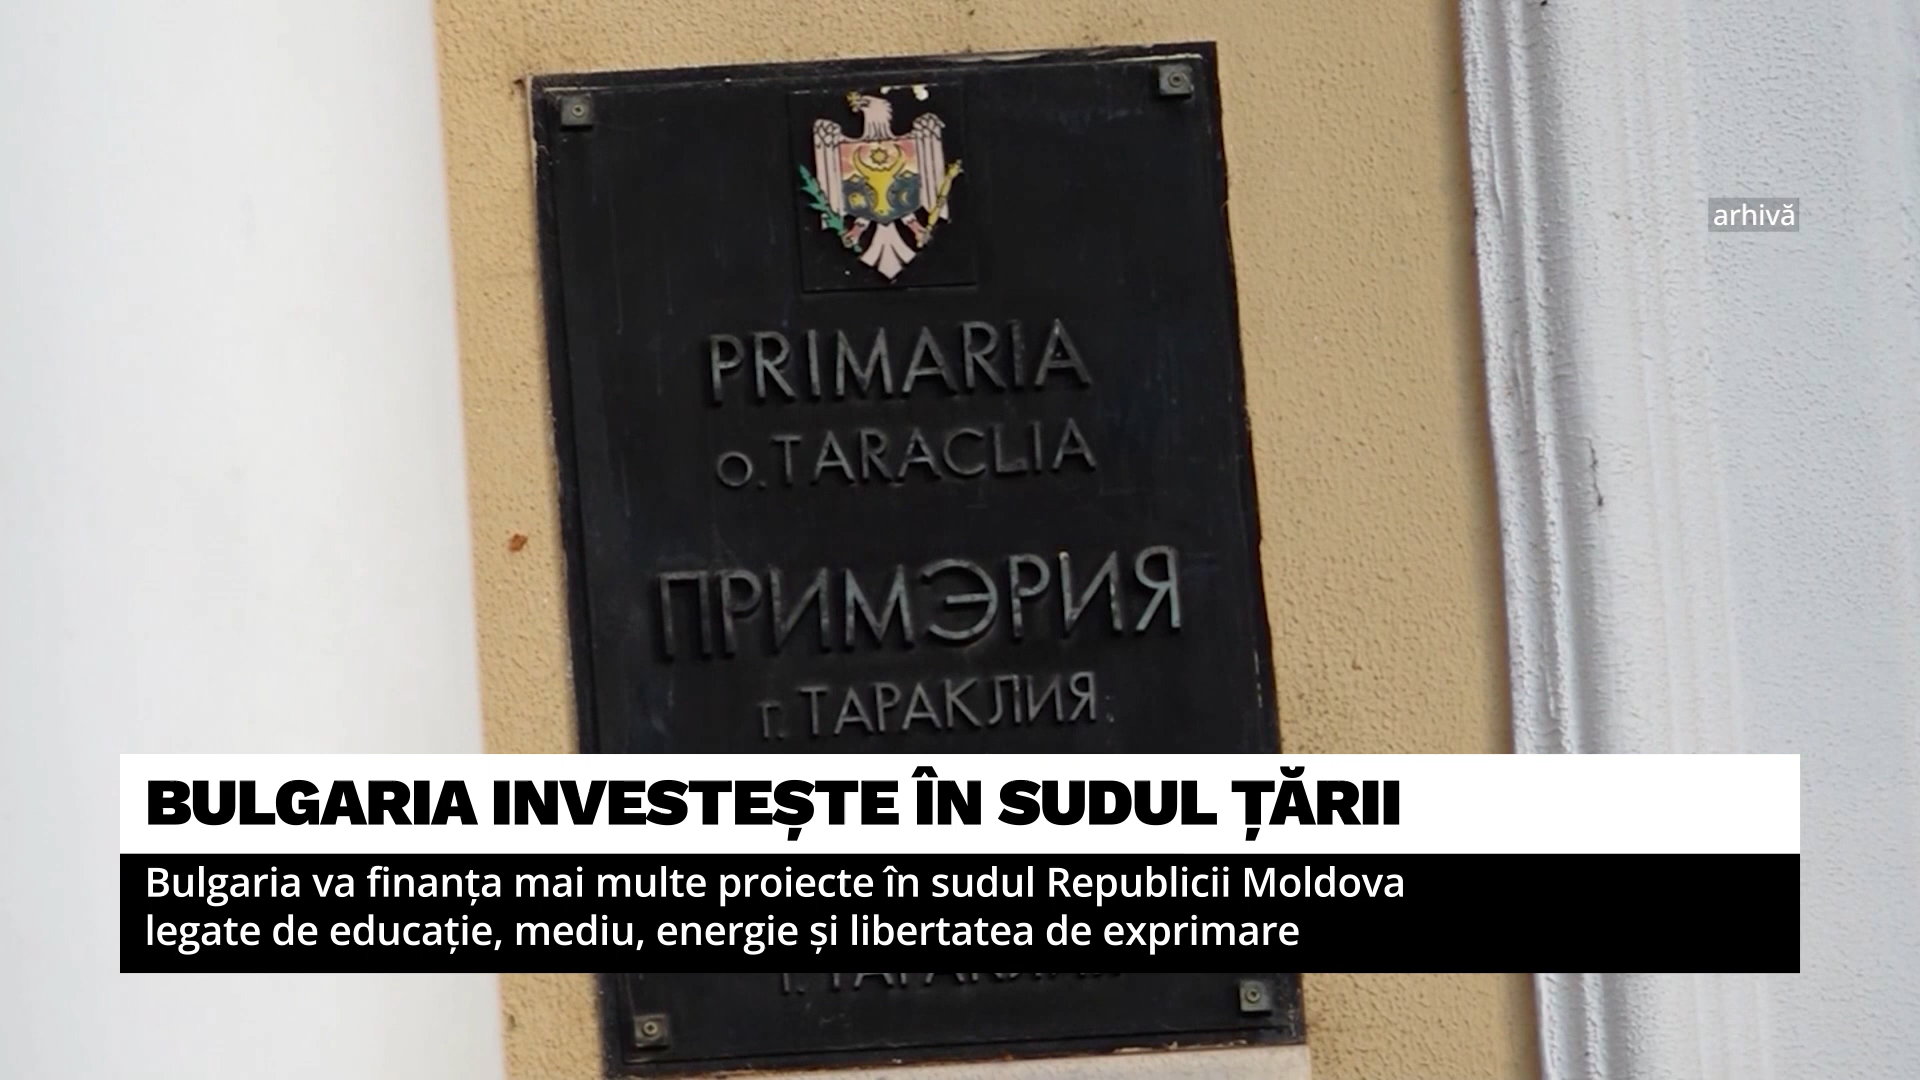 arhivă
PRIMARIA
o.TARACLIA
ПРИМЭРИЯ
г. ТАРАКЛИЯ
BULGARIA INVESTEȘTE ÎN SUDUL ȚĂRII
Bulgaria va finanța mai multe proiecte în sudul Republicii Moldova
legate de educație, mediu, energie și libertatea de exprimare